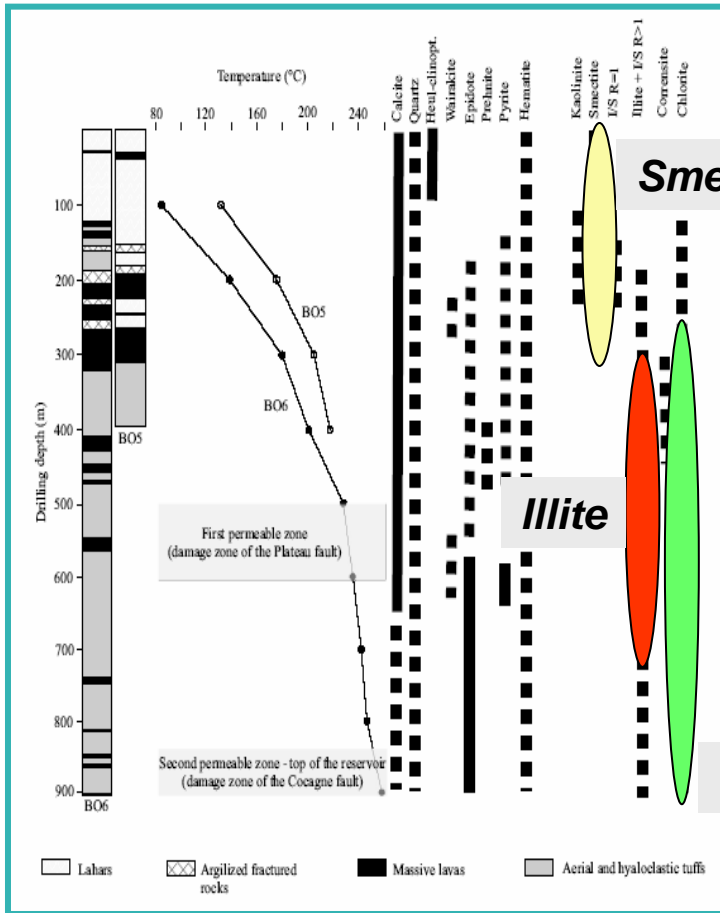 Temperature (°C)
80
120
160
200
240
260
Calcite
Quartz
Heul-clinopt.
Wairakite
Epidote
Prehnite
Pyrite
Hematite
Kaolinite
Smectite
I/S R=1
Illite + I/S R>1
Corrensite
Chlorite
Sme
100
200
BO5
300
BO6
400
BO5
Drilling depth (m)
500
Illite
First permeable zone
(damage zone of the Plateau fault)
600
700
800
Second permeable zone - top of the reservoir
(damage zone of the Cocagne fault)
900
BO6
Lahars
Argilized fractured
rocks
Massive lavas
Aerial and hyaloclastic tuffs